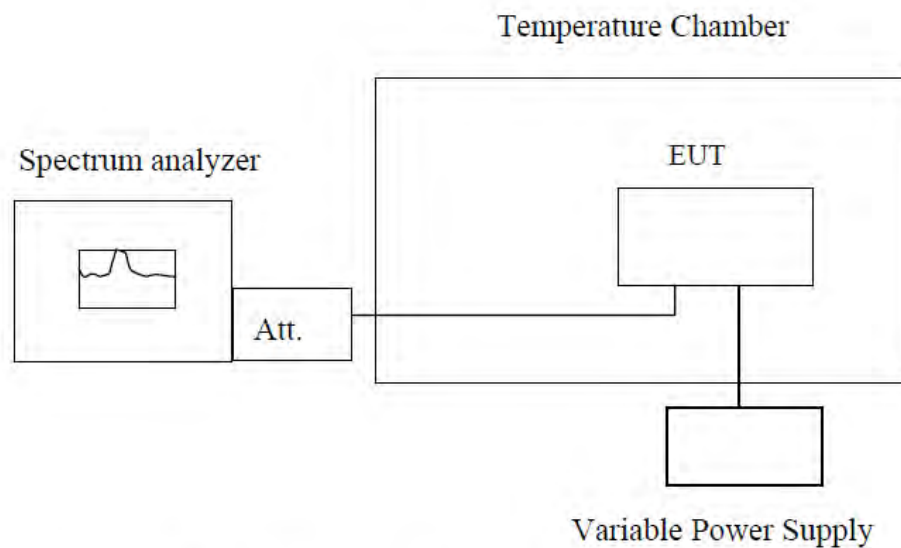 Temperature Chamber
Spectrum analyzer
EUT
Att.
Variable Power Supply